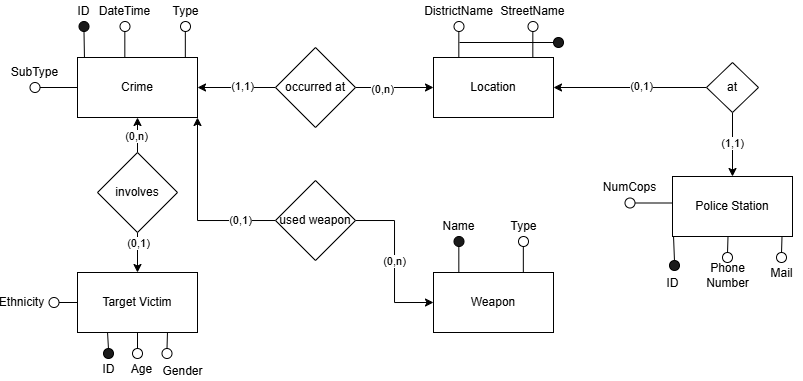 ID DateTime Type
DistrictName StreetName
SubType
Crime
(1,1)
occurred at
(0,n)
Location
(0,1)
at
(0,n)
(1,1)
involves
NumCops
Police Station
(0,1)
used weapon
Name Type
(0,1)
(0,n)
ID
Phone
Number
Mail
Ethnicity
Target Victim
Weapon
ID Age Gender